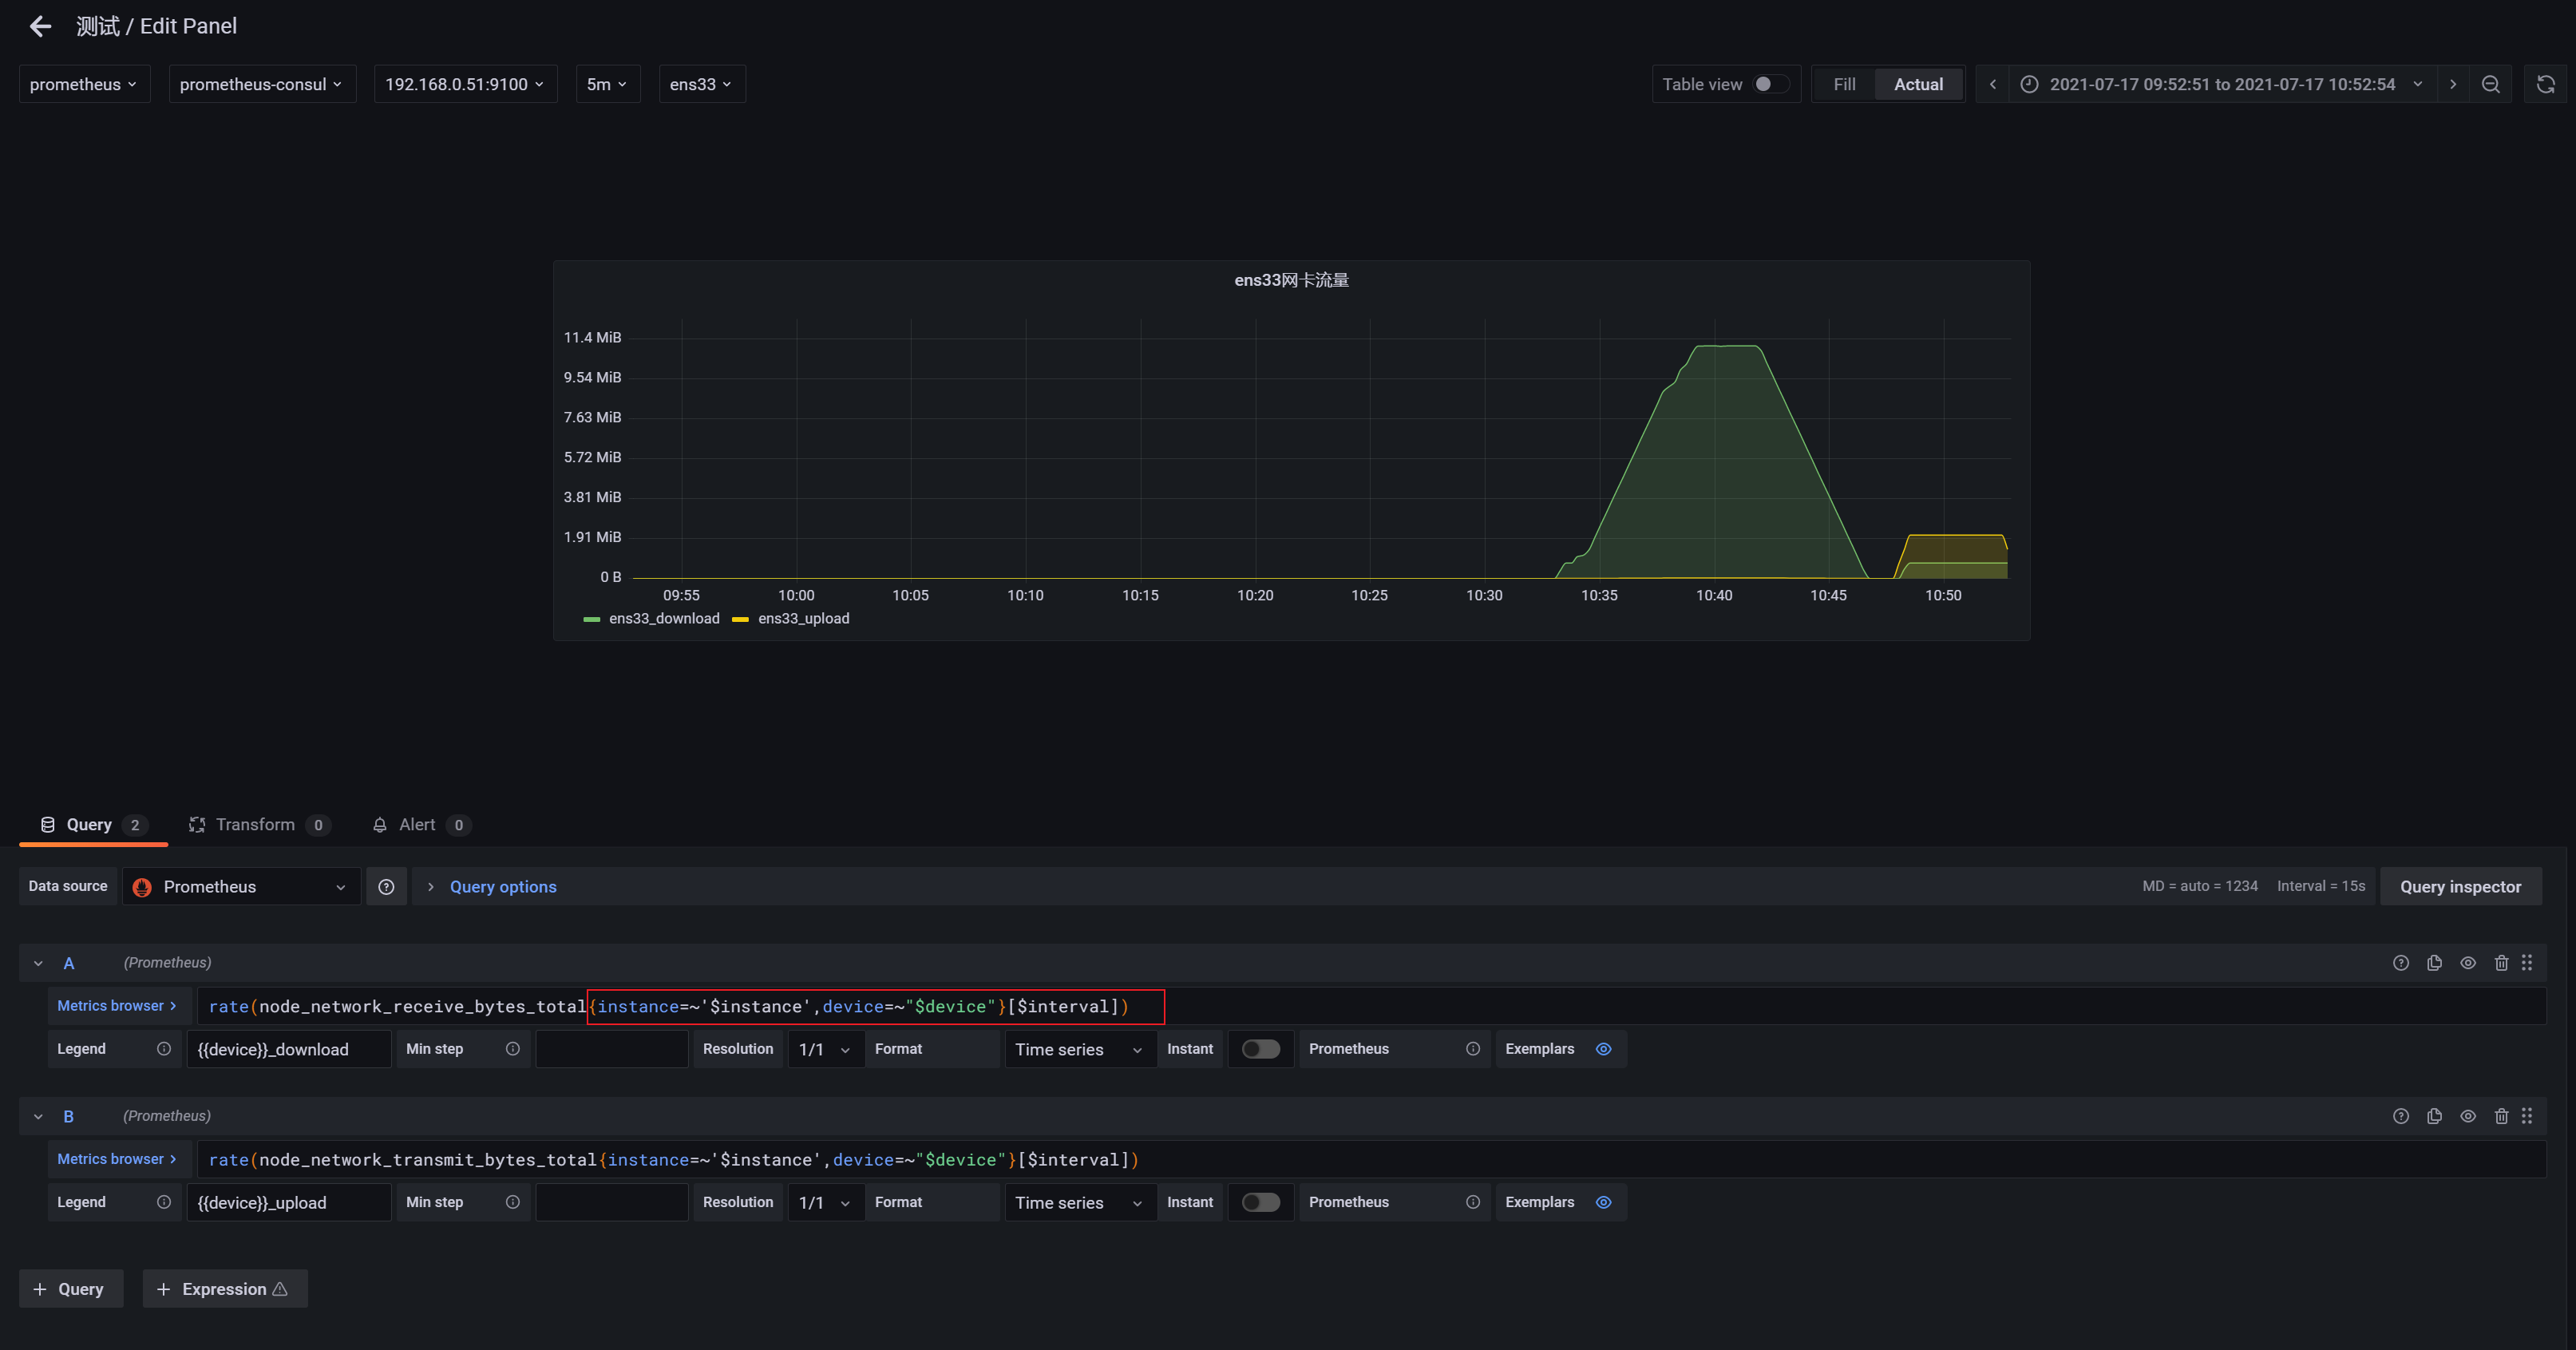 测试 / Edit Panel
prometheus prometheus-consul 192.168.0.51:9100 5m ens33 Table view Fill Actual 2021-07-17 09:52:51 to 2021-07-17 10:52:54
ens33网卡流量
11.4 MiB
9.54 MiB
7.63 MiB
5.72 MiB
3.81 MiB
1.91 MiB
0 B
09:55 10:00 10:05 10:10 10:15 10:20 10:25 10:30 10:35 10:40 10:45 10:50
ens33_download ens33_upload
Query 2 Transform 0 Alert 0
Data source Prometheus Query options MD = auto = 1234 Interval = 15s Query inspector
A (Prometheus)
Metrics browser > rate(node_network_receive_bytes_total{instance=~'$instance',device=~"$device"}[$interval])
Legend {{device}}_download Min step Resolution 1/1 Format Time series Instant Prometheus Exemplars
B (Prometheus)
Metrics browser > rate(node_network_transmit_bytes_total{instance=~'$instance',device=~"$device"}[$interval])
Legend {{device}}_upload Min step Resolution 1/1 Format Time series Instant Prometheus Exemplars
+ Query + Expression